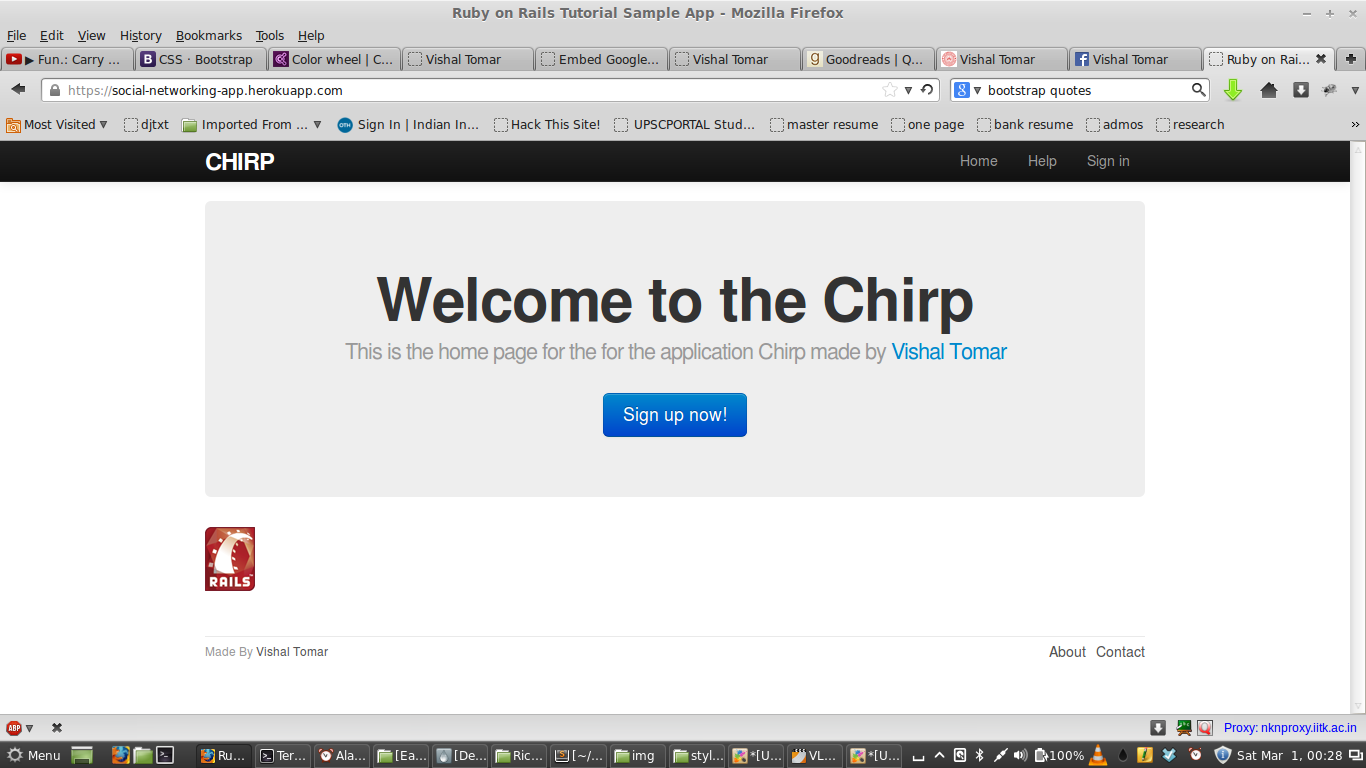 Ruby on Rails Tutorial Sample App - Mozilla Firefox
File Edit View History Bookmarks Tools Help
▶ Fun.: Carry ... CSS · Bootstrap Color wheel | C... Vishal Tomar Embed Google... Vishal Tomar Goodreads | Q... Vishal Tomar Vishal Tomar Ruby on Rai...
https://social-networking-app.herokuapp.com bootstrap quotes
Most Visited djtxt Imported From ... Sign In | Indian In... Hack This Site! UPSCPORTAL Stud... master resume one page bank resume admos research »
CHIRP Home Help Sign in
Welcome to the Chirp
This is the home page for the for the application Chirp made by Vishal Tomar
Sign up now!
RAILS
Made By Vishal Tomar About Contact
ABP Proxy: nknproxy.iitk.ac.in
Menu Ru... Ter... Ala... [Ea... [De... Ric... [~/... img styl... *[U... VL... *[U... 100% Sat Mar 1, 00:28